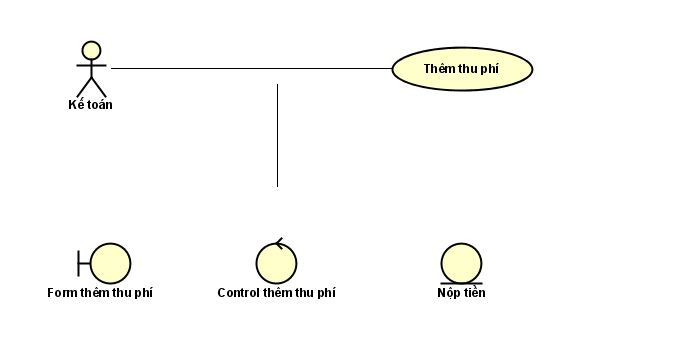 Thêm thu phí
Kế toán
Form thêm thu phí
Control thêm thu phí
Nộp tiền